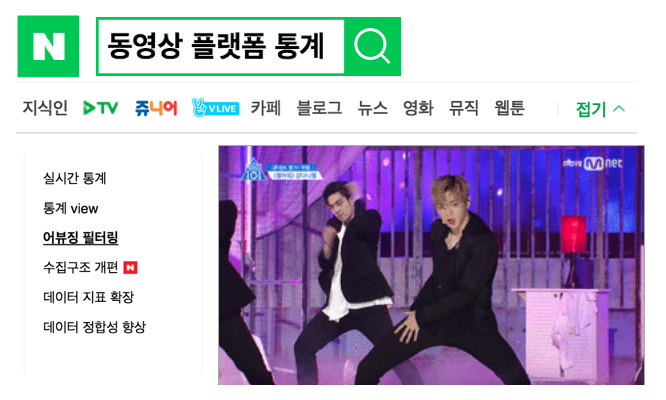 N 동영상 플랫폼 통계
지식인 TV 쥬니어 V LIVE 카페 블로그 뉴스 영화 뮤직 웹툰 접기
실시간 통계
통계 view
어뷰징 필터링
수집구조 개편 N
데이터 지표 확장
데이터 정합성 향상
101
move M net